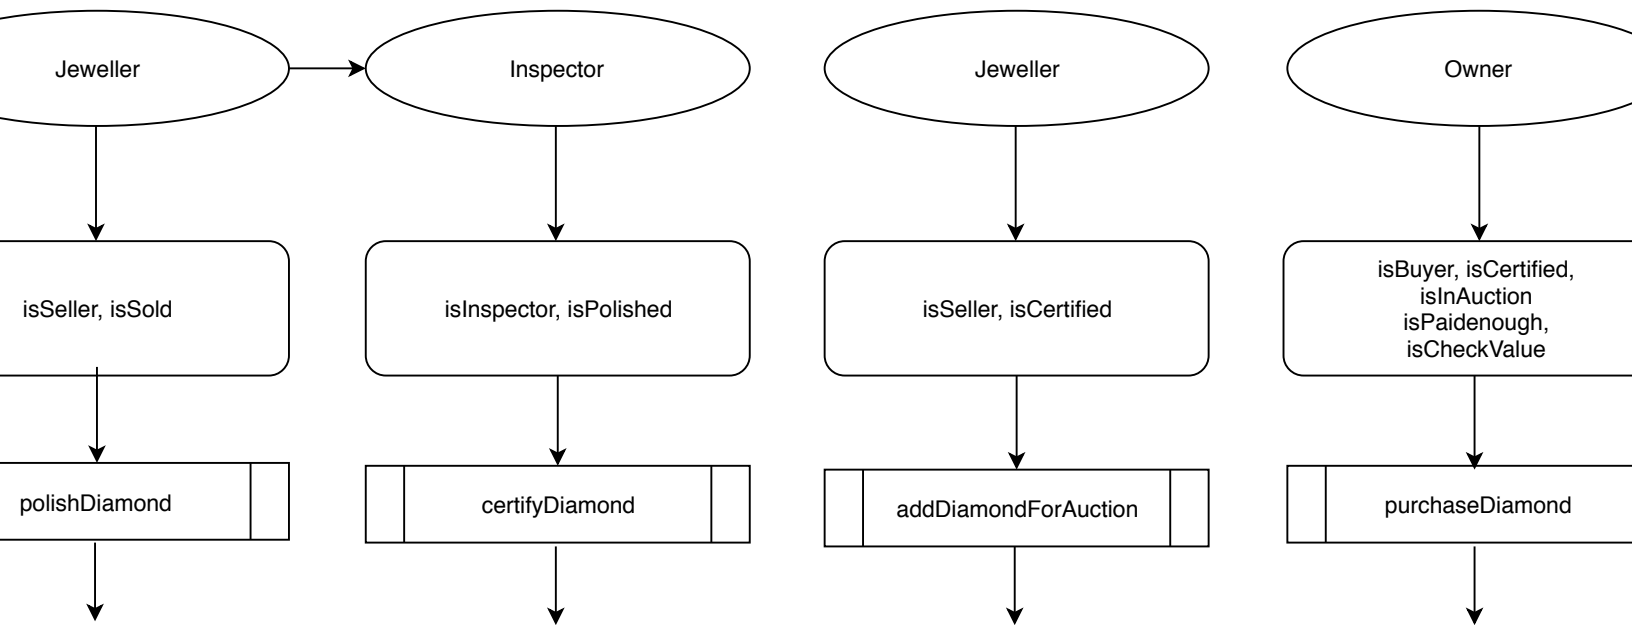 Jeweller
Inspector
Jeweller
Owner
isSeller, isSold
isInspector, isPolished
isSeller, isCertified
isBuyer, isCertified,
isInAuction
isPaidenough,
isCheckValue
polishDiamond
certifyDiamond
addDiamondForAuction
purchaseDiamond